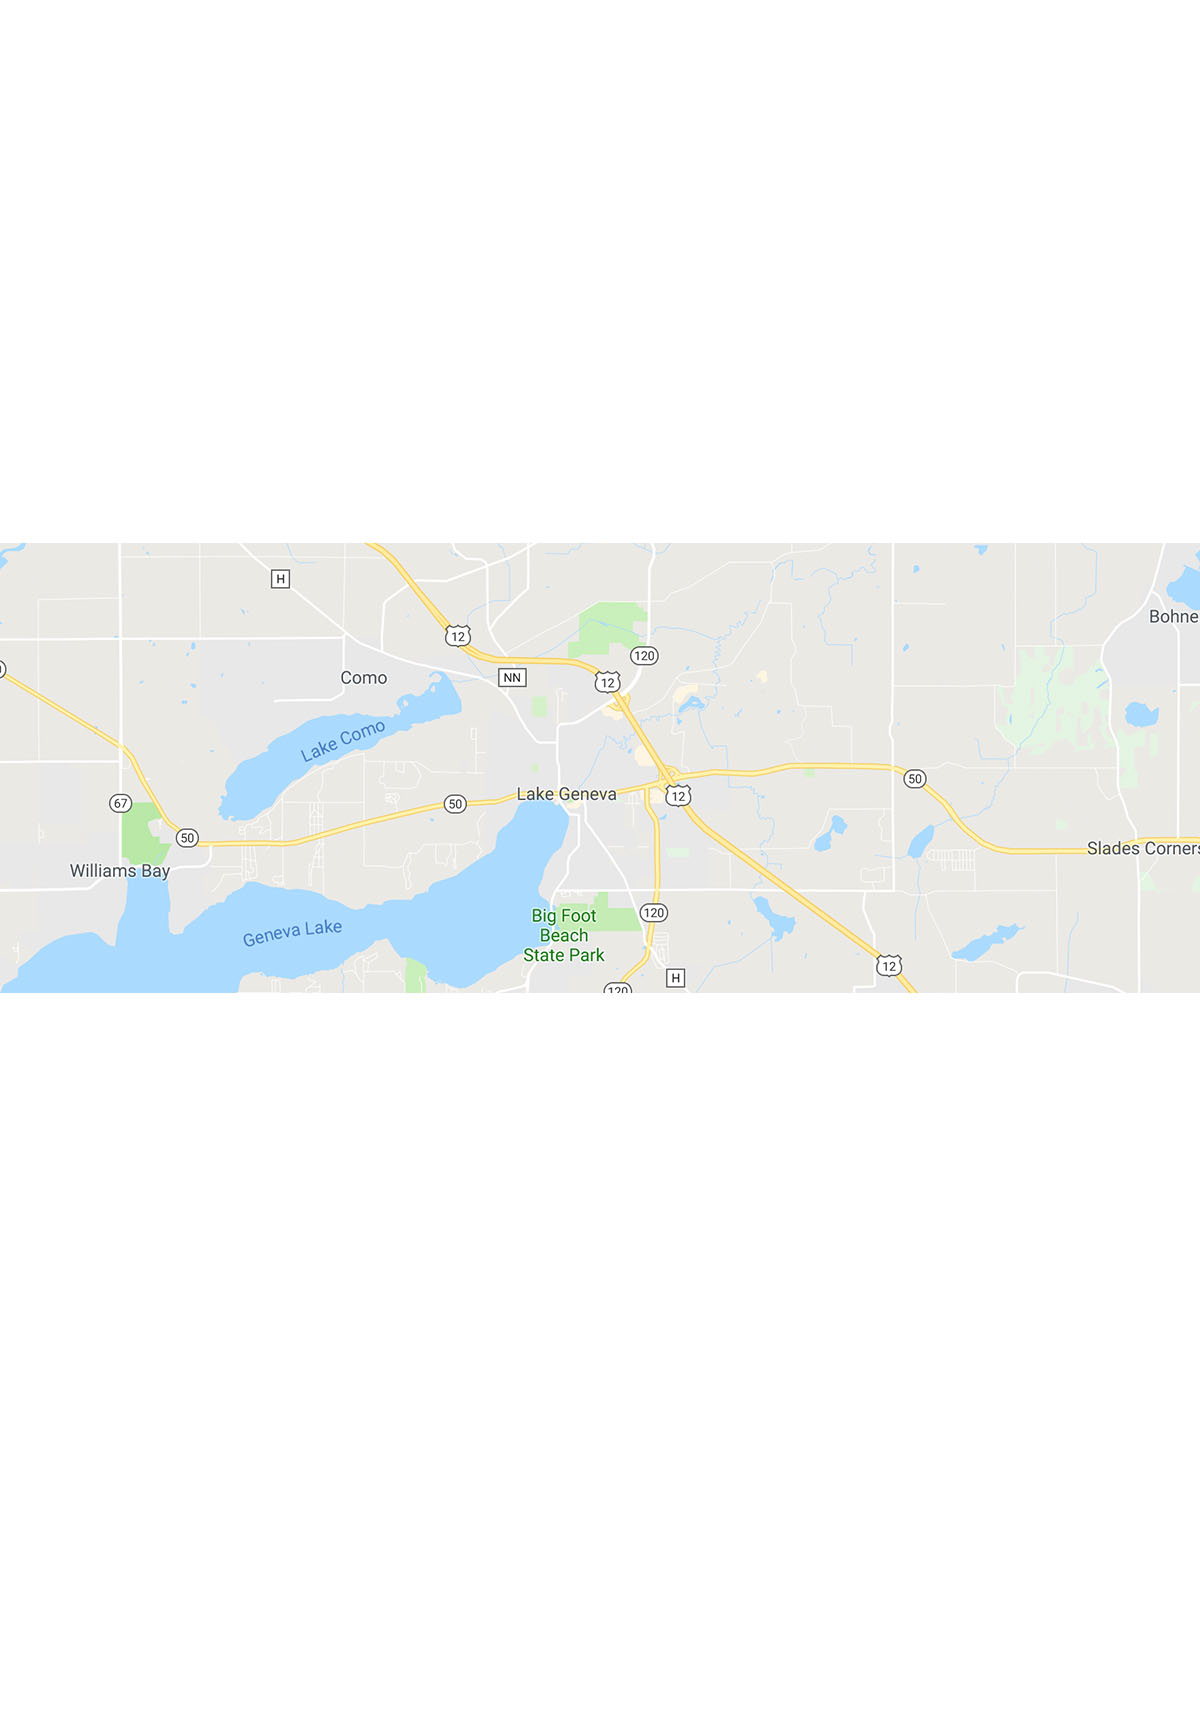 H
Bohne
12
120
Como
NN
12
Lake Como
50
67
50
Lake Geneva
12
50
50
Slades Corners
Williams Bay
Geneva Lake
Big Foot
Beach
State Park
120
12
H
120